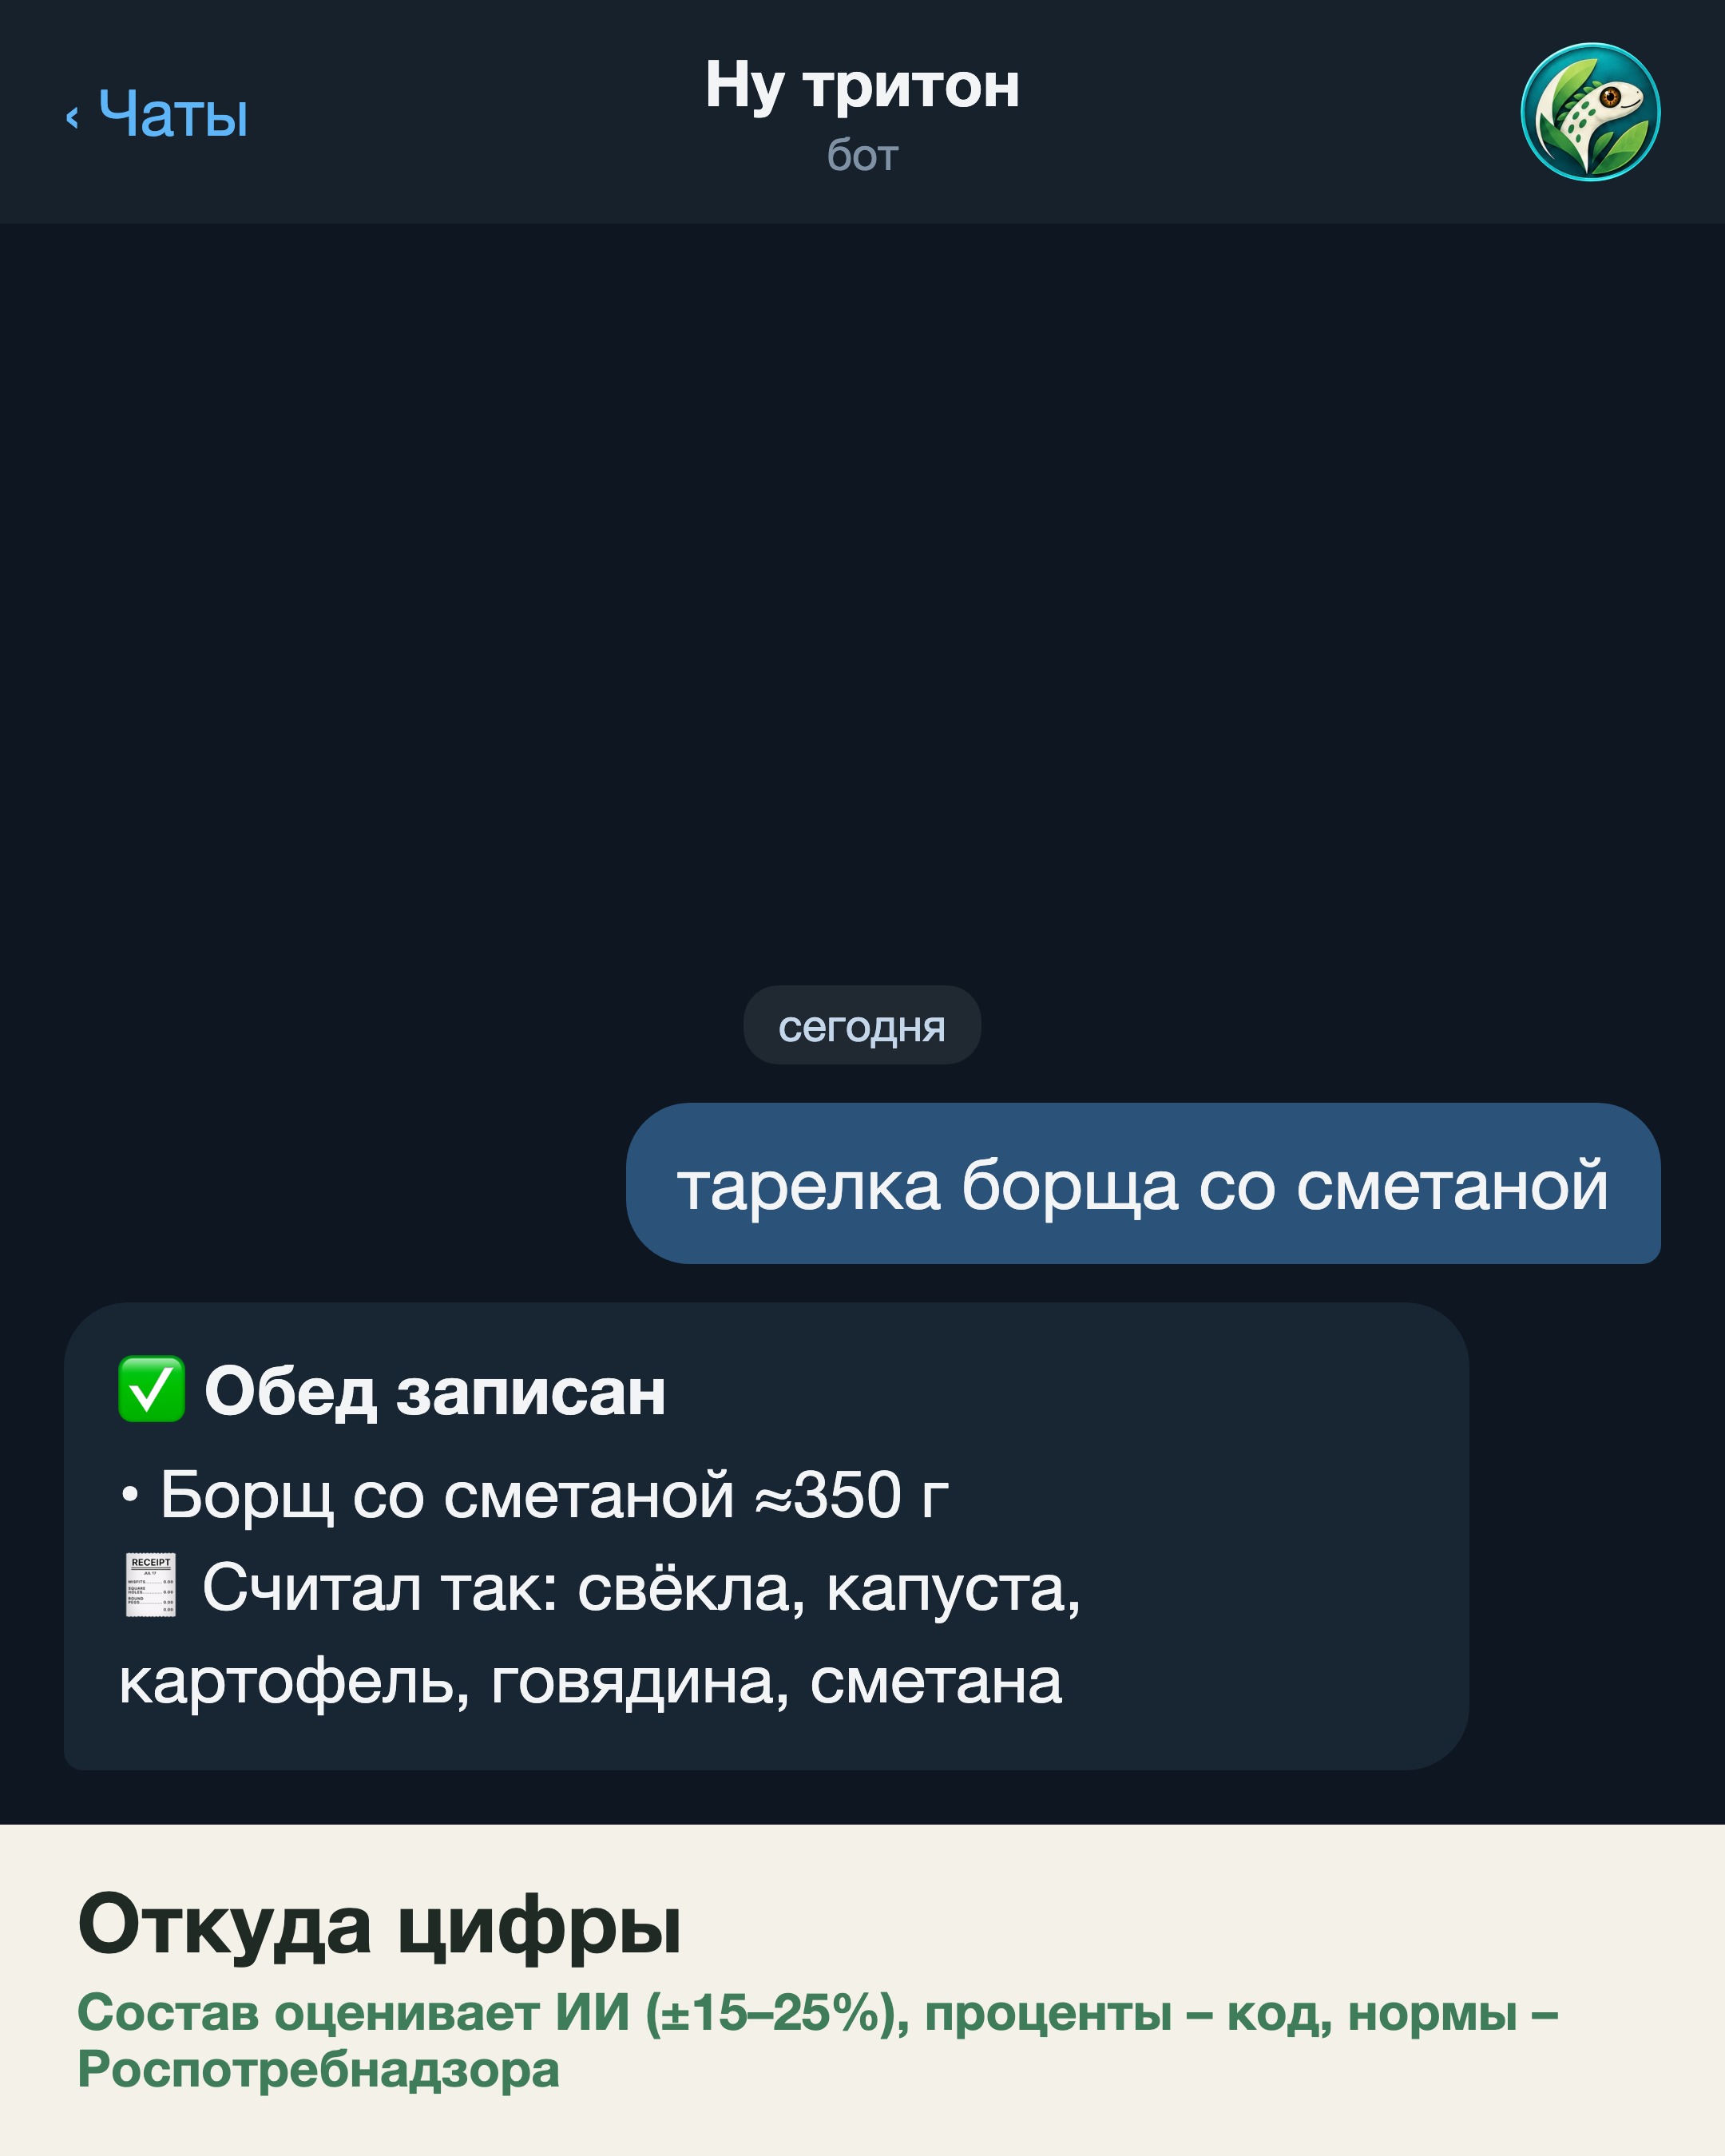 ‹ Чаты
Ну тритон
бот
сегодня
тарелка борща со сметаной
✅ Обед записан
• Борщ со сметаной ≈350 г
🧾 Считал так: свёкла, капуста,
картофель, говядина, сметана
Откуда цифры
Состав оценивает ИИ (±15–25%), проценты – код, нормы –
Роспотребнадзора